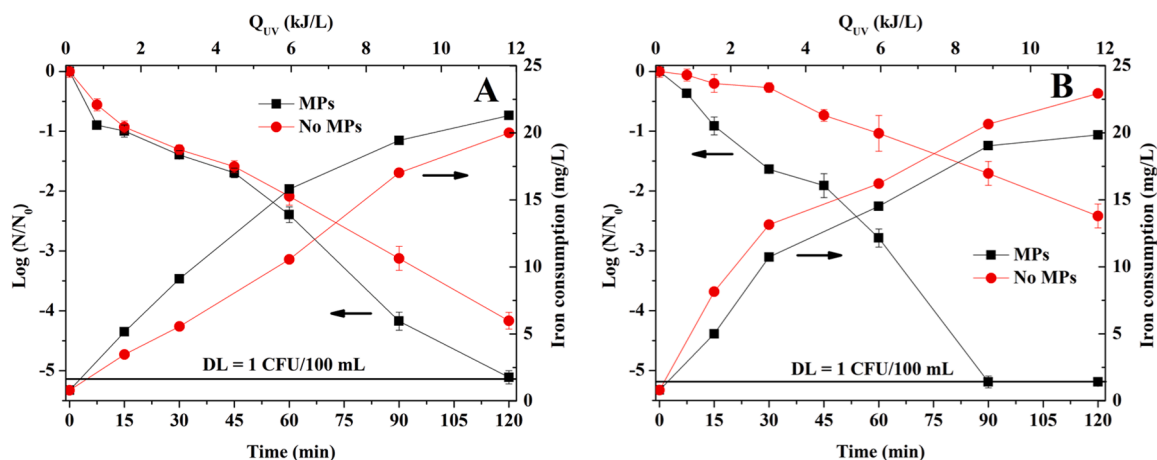 Q_UV (kJ/L)
0 2 4 6 8 10 12
A
MPs
No MPs
0
-1
-2
-3
-4
-5
Log (N/N_0)
25
20
15
10
5
0
Iron consumption (mg/L)
DL = 1 CFU/100 mL
0 15 30 45 60 75 90 105 120
Time (min)
Q_UV (kJ/L)
0 2 4 6 8 10 12
B
0
-1
-2
-3
-4
-5
Log (N/N_0)
25
20
15
10
5
0
Iron consumption (mg/L)
MPs
No MPs
DL = 1 CFU/100 mL
0 15 30 45 60 75 90 105 120
Time (min)